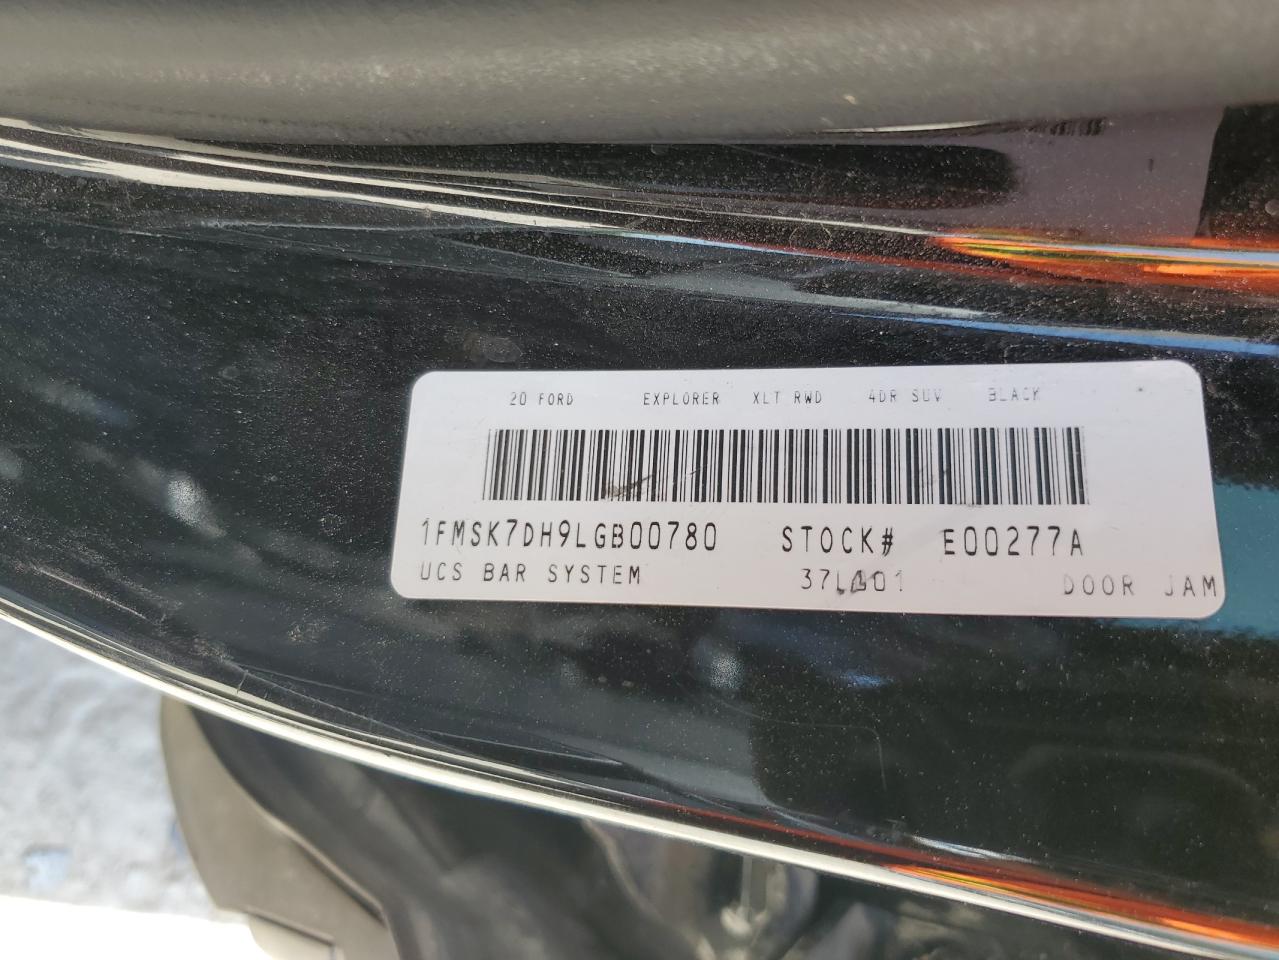 20 FORD EXPLORER XLT RWD 4DR SUV BLACK
1FMSK7DH9LGB00780 STOCK# E00277A
UCS BAR SYSTEM DOOR JAM